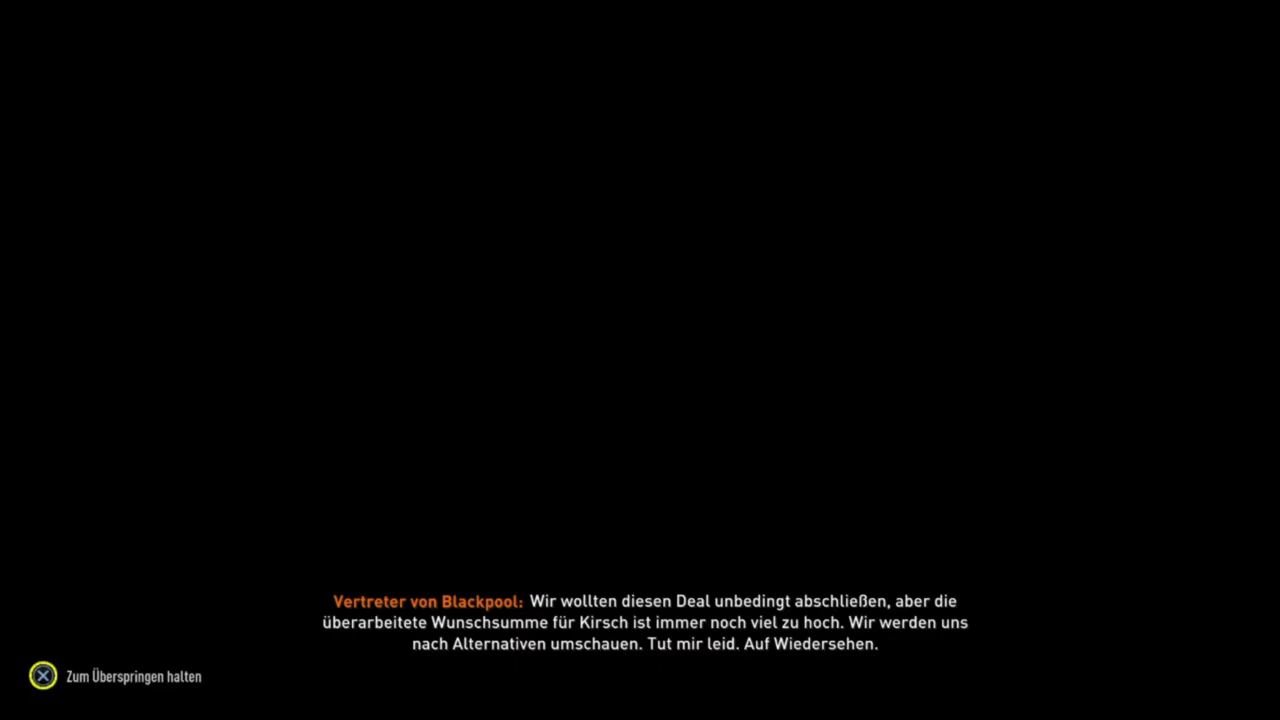 Vertreter von Blackpool: Wir wollten diesen Deal unbedingt abschließen, aber die
überarbeitete Wunschsumme für Kirsch ist immer noch viel zu hoch. Wir werden uns
nach Alternativen umschauen. Tut mir leid. Auf Wiedersehen.
Zum Überspringen halten